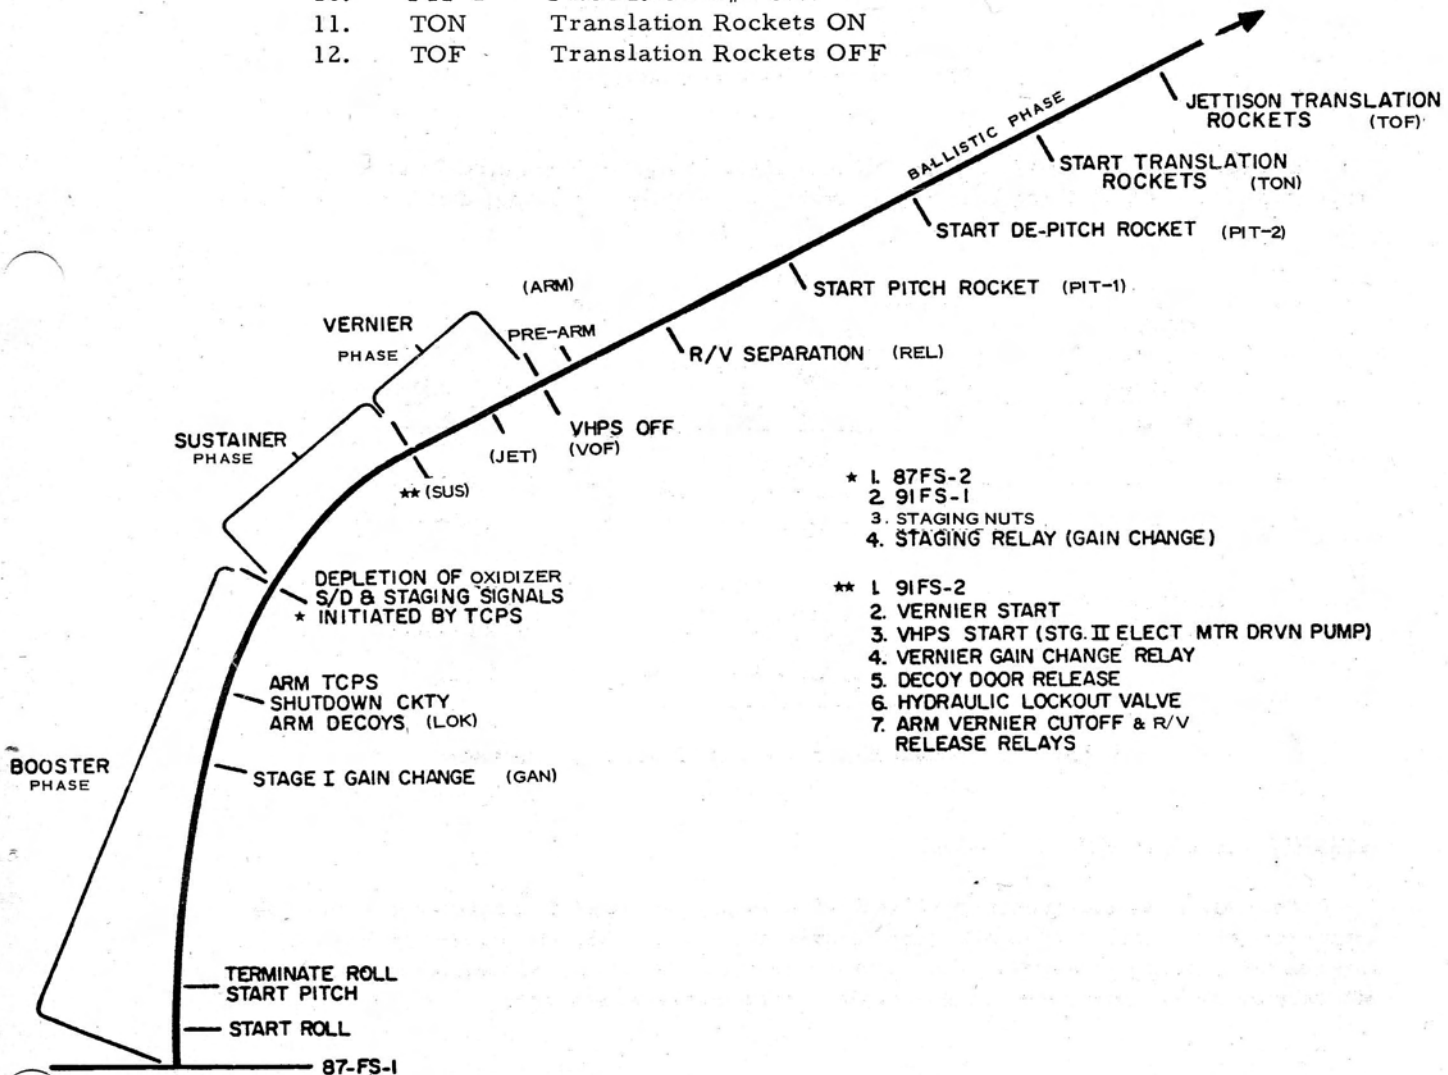 11. TON Translation Rockets ON
12. TOF Translation Rockets OFF
JETTISON TRANSLATION
ROCKETS (TOF)
BALLISTIC PHASE
START TRANSLATION
ROCKETS (TON)
START DE-PITCH ROCKET (PIT-2)
START PITCH ROCKET (PIT-1)
(ARM)
VERNIER
PHASE
PRE-ARM
R/V SEPARATION (REL)
SUSTAINER
PHASE
VHPS OFF
(VOF)
(JET)
** (SUS)
* 1. 87FS-2
2 91FS-1
3. STAGING NUTS
4. STAGING RELAY (GAIN CHANGE)
** 1 91FS-2
2. VERNIER START
3. VHPS START (STG. II ELECT MTR DRVN PUMP)
4. VERNIER GAIN CHANGE RELAY
5. DECOY DOOR RELEASE
6. HYDRAULIC LOCKOUT VALVE
7. ARM VERNIER CUTOFF & R/V
RELEASE RELAYS
DEPLETION OF OXIDIZER
S/D & STAGING SIGNALS
* INITIATED BY TCPS
ARM TCPS
SHUTDOWN CKTY
ARM DECOYS, (LOK)
BOOSTER
PHASE
STAGE I GAIN CHANGE (GAN)
TERMINATE ROLL
START PITCH
START ROLL
87-FS-1